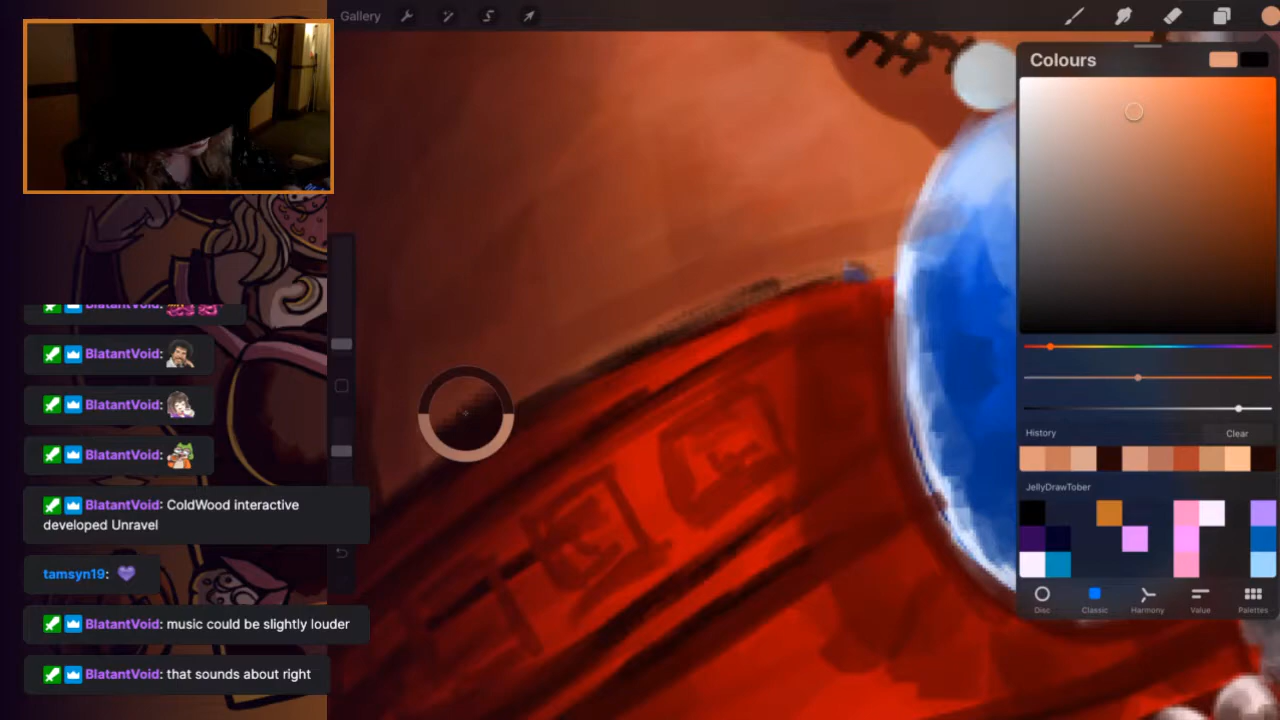 Gallery
Colours
BlatantVoid:
BlatantVoid:
BlatantVoid:
BlatantVoid:
BlatantVoid: ColdWood interactive
developed Unravel
tamsyn19:
BlatantVoid: music could be slightly louder
BlatantVoid: that sounds about right
History
Clear
JellyDrawTober
Disc
Classic
Harmony
Value
Palettes